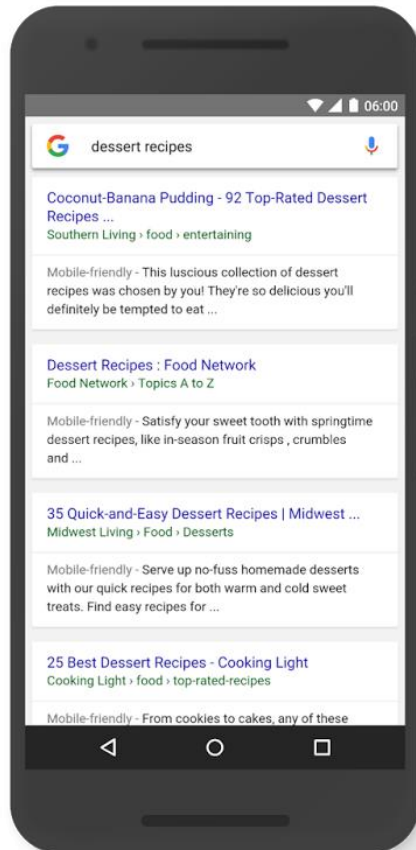 06:00
G dessert recipes
Coconut-Banana Pudding - 92 Top-Rated Dessert
Recipes ...
Southern Living › food › entertaining
Mobile-friendly - This luscious collection of dessert
recipes was chosen by you! They're so delicious you'll
definitely be tempted to eat ...
Dessert Recipes : Food Network
Food Network › Topics A to Z
Mobile-friendly - Satisfy your sweet tooth with springtime
dessert recipes, like in-season fruit crisps , crumbles
and ...
35 Quick-and-Easy Dessert Recipes | Midwest ...
Midwest Living › Food › Desserts
Mobile-friendly - Serve up no-fuss homemade desserts
with our quick recipes for both warm and cold sweet
treats. Find easy recipes for ...
25 Best Dessert Recipes - Cooking Light
Cooking Light › food › top-rated-recipes
Mobile-friendly - From cookies to cakes, any of these